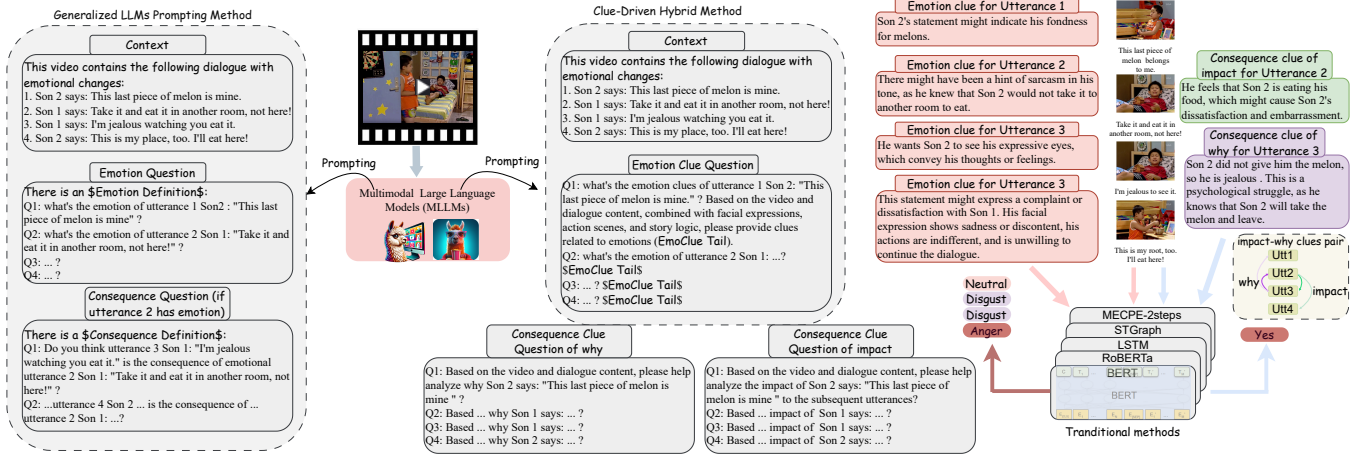 Generalized LLMs Prompting Method
Context
This video contains the following dialogue with
emotional changes:
1. Son 2 says: This last piece of melon is mine.
2. Son 1 says: Take it and eat it in another room, not here!
3. Son 1 says: I'm jealous watching you eat it.
4. Son 2 says: This is my place, too. I'll eat here!
Emotion Question
There is an $Emotion Definition$:
Q1: what's the emotion of utterance 1 Son2 : "This last
piece of melon is mine" ?
Q2: what's the emotion of utterance 2 Son 1: "Take it and
eat it in another room, not here!" ?
Q3: ... ?
Q4: ... ?
Consequence Question (if
utterance 2 has emotion)
There is a $Consequence Definition$:
Q1: Do you think utterance 3 Son 1: "I'm jealous
watching you eat it." is the consequence of emotional
utterance 2 Son 1: "Take it and eat it in another room, not
here!" ?
Q2: ...utterance 4 Son 2 ... is the consequence of ...
utterance 2 Son 1: ...?
Prompting
Prompting
Multimodal Large Language
Models (MLLMs)
Clue-Driven Hybrid Method
Context
This video contains the following dialogue with
emotional changes:
1. Son 2 says: This last piece of melon is mine.
2. Son 1 says: Take it and eat it in another room, not here!
3. Son 1 says: I'm jealous watching you eat it.
4. Son 2 says: This is my place, too. I'll eat here!
Emotion Clue Question
Q1: what's the emotion clues of utterance 1 Son 2: "This
last piece of melon is mine." ? Based on the video and
dialogue content, combined with facial expressions,
action scenes, and story logic, please provide clues
related to emotions (EmoClue Tail).
Q2: what's the emotion of utterance 2 Son 1: ...?
$EmoClue Tail$
Q3: ... ? $EmoClue Tail$
Q4: ... ? $EmoClue Tail$
Consequence Clue
Question of why
Q1: Based on the video and dialogue content, please help
analyze why Son 2 says: "This last piece of melon is
mine " ?
Q2: Based ... why Son 1 says: ... ?
Q3: Based ... why Son 1 says: ... ?
Q4: Based ... why Son 2 says: ... ?
Consequence Clue
Question of impact
Q1: Based on the video and dialogue content, please help
analyze the impact of Son 2 says: "This last piece of
melon is mine " to the subsequent utterances?
Q2: Based ... impact of Son 1 says: ... ?
Q3: Based ... impact of Son 1 says: ... ?
Q4: Based ... impact of Son 2 says: ... ?
Emotion clue for Utterance 1
Son 2's statement might indicate his fondness
for melons.
Emotion clue for Utterance 2
There might have been a hint of sarcasm in his
tone, as he knew that Son 2 would not take it to
another room to eat.
Emotion clue for Utterance 3
He wants Son 2 to see his expressive eyes,
which convey his thoughts or feelings.
Emotion clue for Utterance 3
This statement might express a complaint or
dissatisfaction with Son 1. His facial
expression shows sadness or discontent, his
actions are indifferent, and is unwilling to
continue the dialogue.
This last piece of
melon belongs
to me.
Take it and eat it in
another room, not here!
I'm jealous to see it.
This is my root, too.
I'll eat here!
Consequence clue of
impact for Utterance 2
He feels that Son 2 is eating his
food, which might cause Son 2's
dissatisfaction and embarrassment.
Consequence clue of
why for Utterance 3
Son 2 did not give him the melon,
so he is jealous . This is a
psychological struggle, as he
knows that Son 2 will take the
melon and leave.
impact-why clues pair
Utt1
Utt2
Utt3
Utt4
why
impact
Neutral
Disgust
Disgust
Anger
MECPE-2steps
STGraph
LSTM
RoBERTa
BERT
BERT
Yes
Tranditional methods